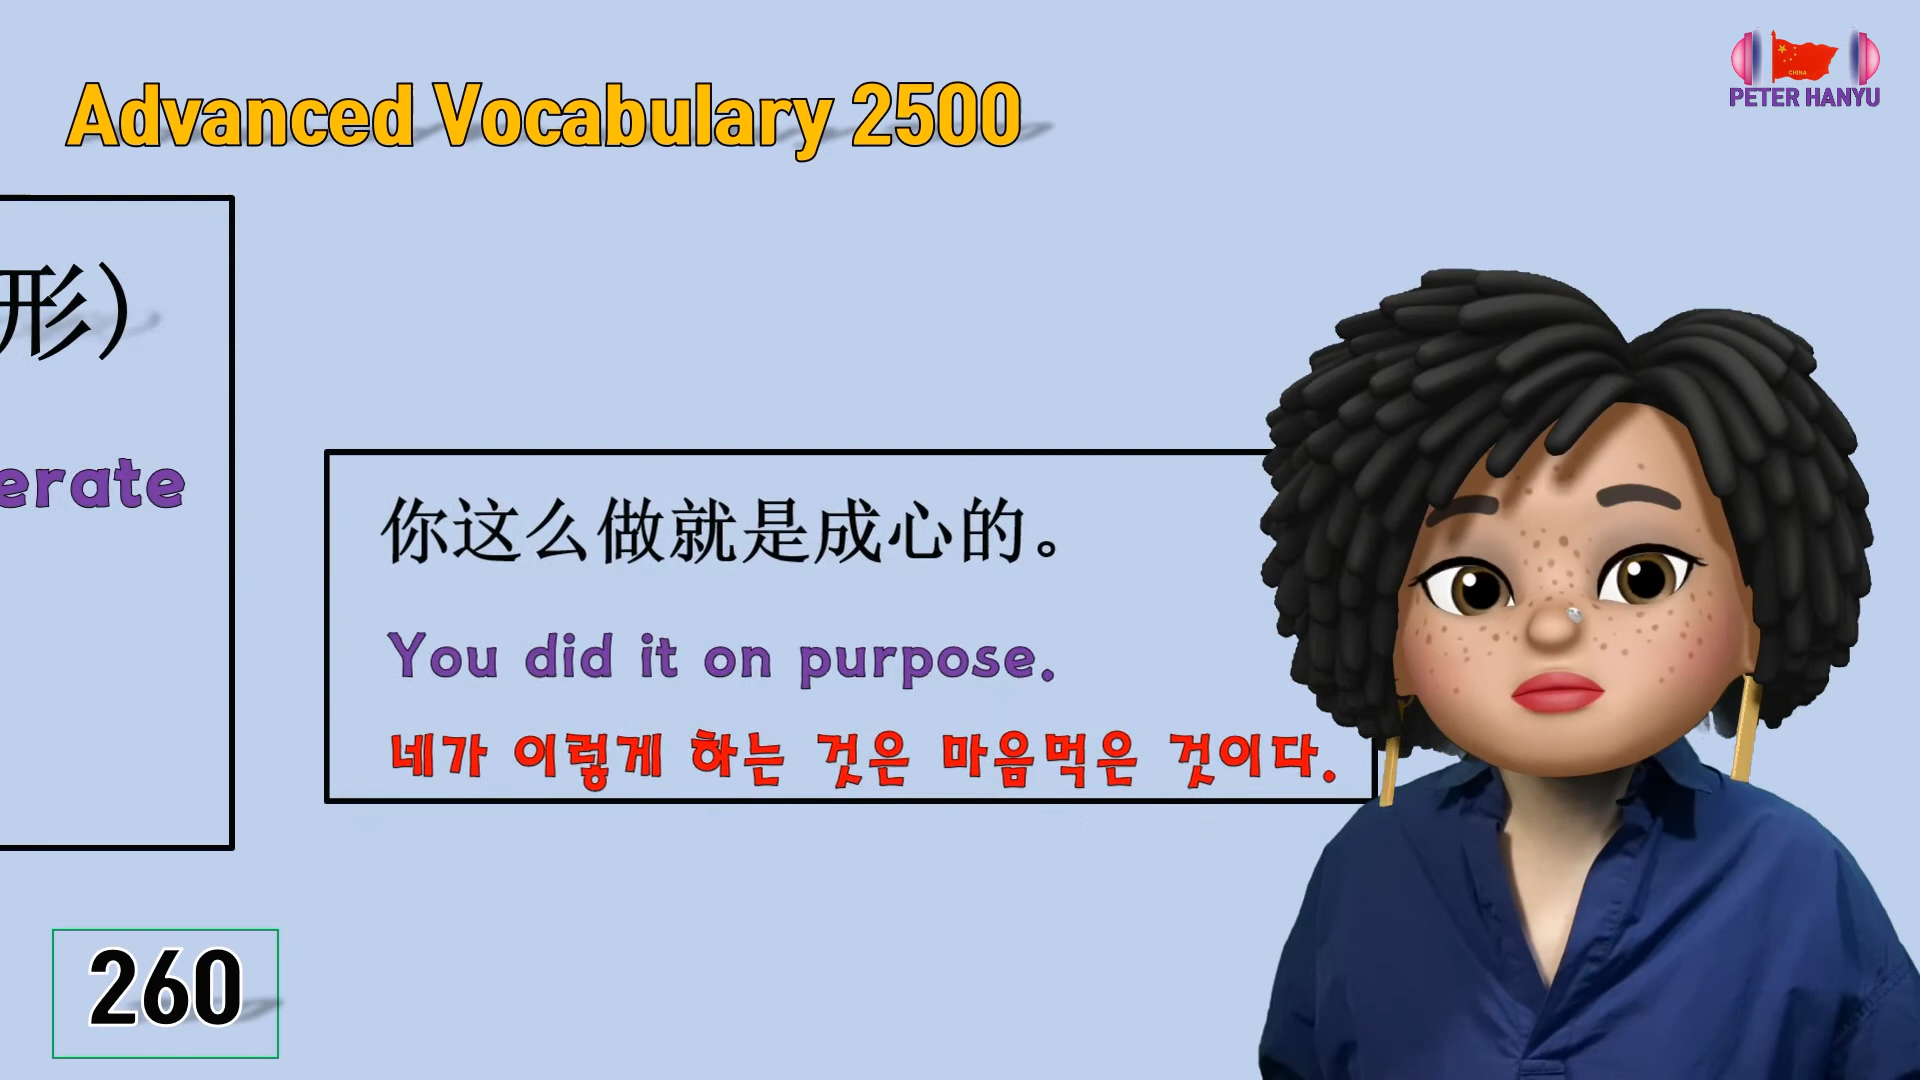 Advanced Vocabulary 2500
CHINA
PETER HANYU
形）
erate
你这么做就是成心的。
You did it on purpose.
네가 이렇게 하는 것은 마음먹은 것이다.
260